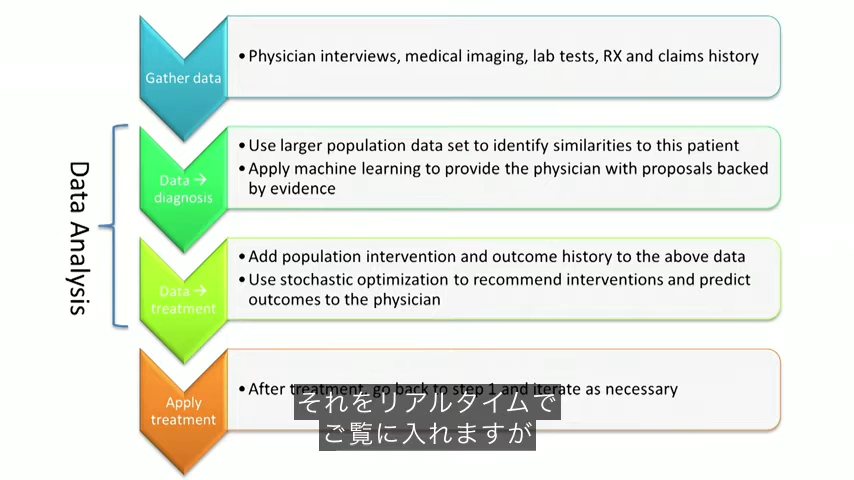 Gather data
• Physician interviews, medical imaging, lab tests, RX and claims history
Data Analysis
Data →
diagnosis
• Use larger population data set to identify similarities to this patient
• Apply machine learning to provide the physician with proposals backed
by evidence
Data →
treatment
• Add population intervention and outcome history to the above data
• Use stochastic optimization to recommend interventions and predict
outcomes to the physician
Apply
treatment
• After treatment, go back to step 1 and iterate as necessary
それをリアルタイムで
ご覧に入れますが